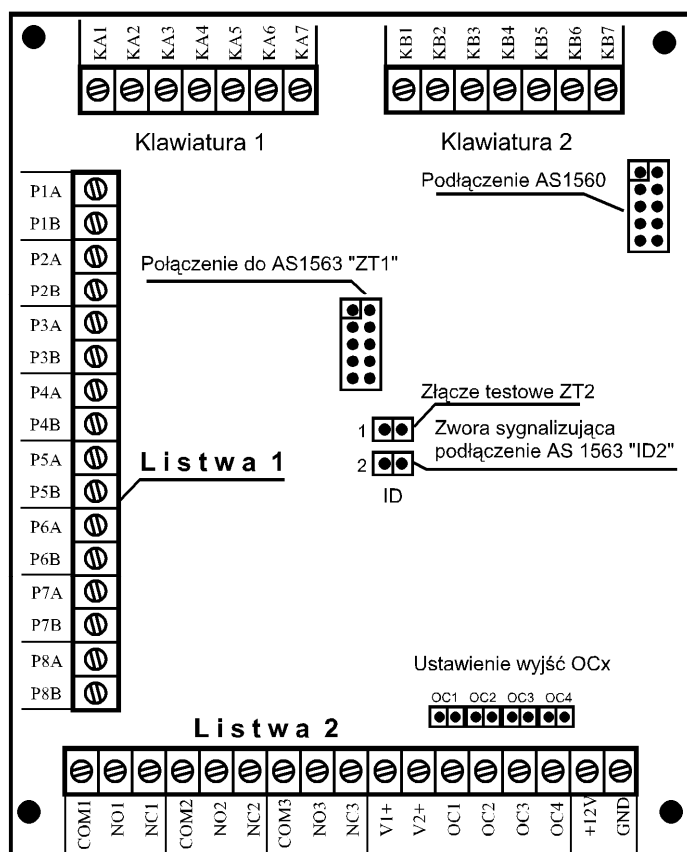 KA1 KA2 KA3 KA4 KA5 KA6 KA7
KB1 KB2 KB3 KB4 KB5 KB6 KB7
Klawiatura 1
Klawiatura 2
Podłączenie AS1560
P1A
P1B
P2A
P2B
P3A
P3B
P4A
P4B
P5A
P5B
P6A
P6B
P7A
P7B
P8A
P8B
Połączenie do AS1563 "ZT1"
Złącze testowe ZT2
1
Zwora sygnalizująca
podłączenie AS 1563 "ID2"
2
ID
Listwa 1
Ustawienie wyjść OCx
OC1 OC2 OC3 OC4
Listwa 2
COM1 NO1 NC1 COM2 NO2 NC2 COM3 NO3 NC3 V1+ V2+ OC1 OC2 OC3 OC4 +12V GND